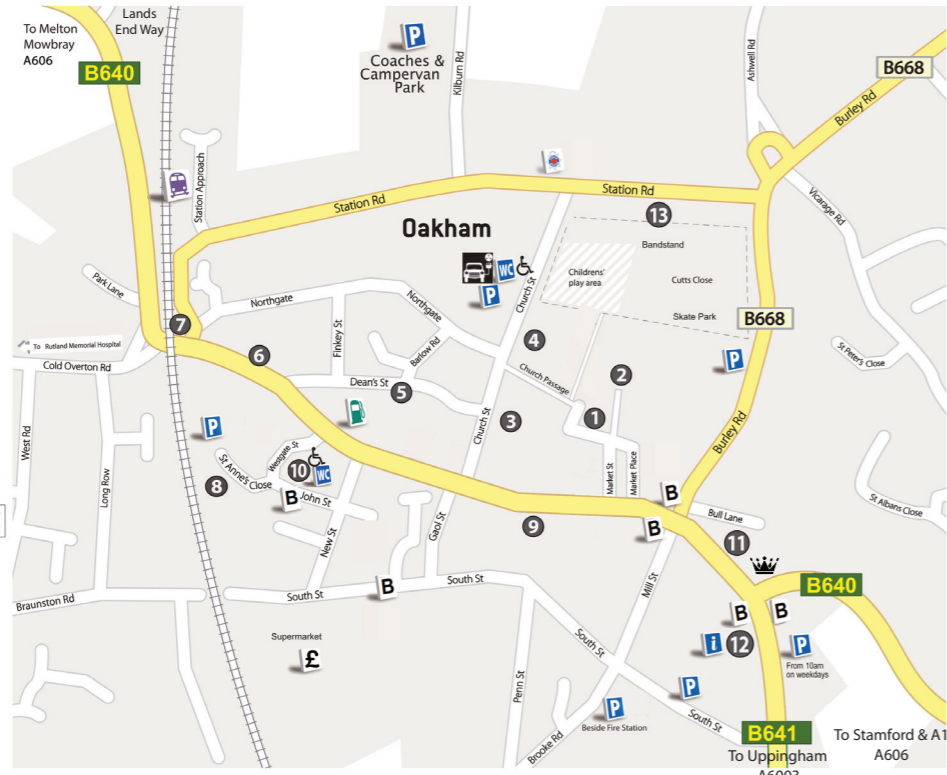 Lands
End Way
To Melton
Mowbray
A606
B640
P
Coaches &
Campervan
Park
Kilburn Rd
Ashwell Rd
B668
Burley Rd
Station Approach
Station Rd
Station Rd
Vicarage Rd
Oakham
13
Bandstand
WC
P
Church St
Childrens'
play area
Cutts Close
Skate Park
B668
Park Lane
Northgate
Northgate
7
To Rutland Memorial Hospital
Cold Overton Rd
6
Finkey St
Barlow Rd
4
Church Passage
2
P
St Peter's Close
Dean's St
5
Church St
3
1
Burley Rd
West Rd
Long Row
P
Westgate St
10
WC
St Anne's Close
8
B
John St
Market St
Market Place
B
St Albans Close
New St
Gaol St
9
B
Bull Lane
11
Braunston Rd
South St
B
South St
Mill St
B640
B
B
Supermarket
£
South St
i
12
P
From 10am
on weekdays
Penn St
P
P
Beside Fire Station
South St
Brooke Rd
B641
To Uppingham
A6003
To Stamford & A1
A606